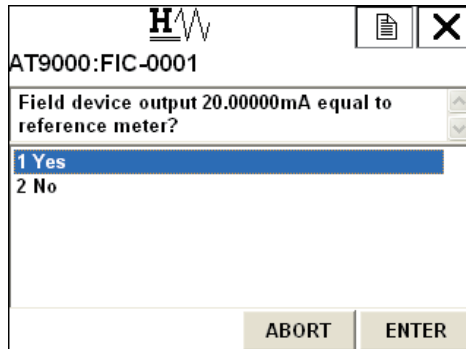 H
AT9000:FIC-0001
Field device output 20.00000mA equal to
reference meter?
1 Yes
2 No
ABORT ENTER